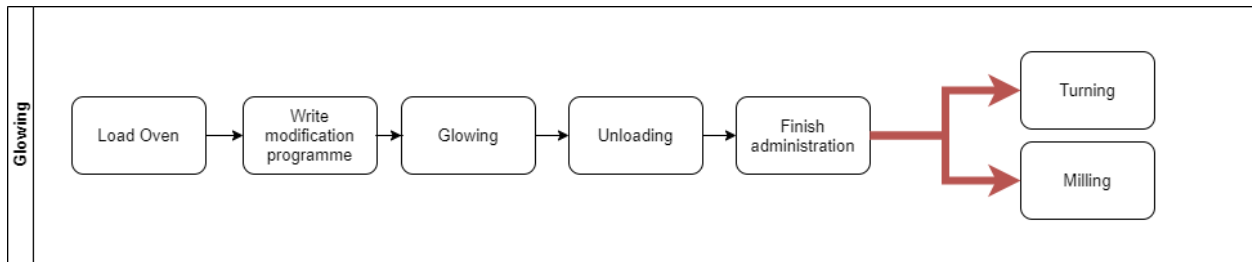 Glowing
Load Oven
Write
modification
programme
Glowing
Unloading
Finish
administration
Turning
Milling